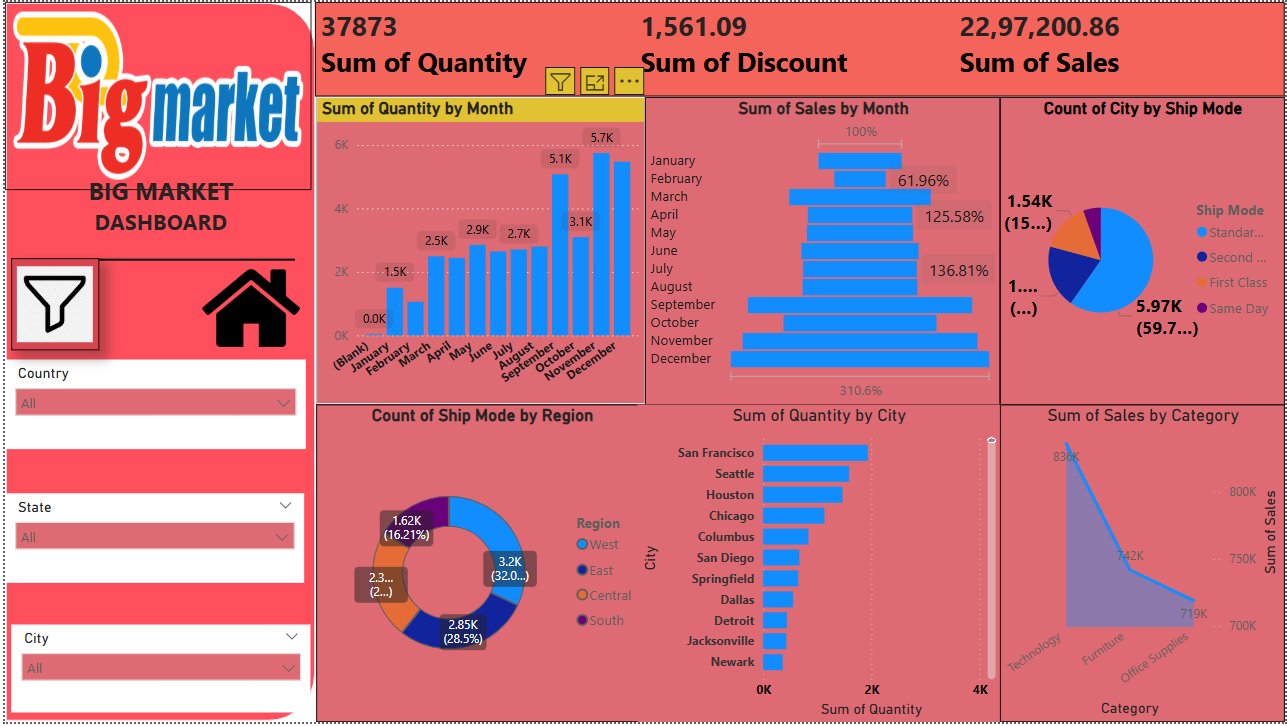 Big market
BIG MARKET
DASHBOARD
Country
All
State
All
City
All
37873
Sum of Quantity
1,561.09
Sum of Discount
22,97,200.86
Sum of Sales
Sum of Quantity by Month
6K
4K
2K
0K
0.0K
1.5K
2.5K
2.9K
2.7K
5.1K
3.1K
5.7K
(Blank)
January
February
March
April
May
June
July
August
September
October
November
December
Sum of Sales by Month
100%
January
February
61.96%
March
April
125.58%
May
June
July
136.81%
August
September
October
November
December
310.6%
Count of City by Ship Mode
1.54K
(15...)
1....
(...)
5.97K
(59.7...)
Ship Mode
Standar...
Second ...
First Class
Same Day
Count of Ship Mode by Region
1.62K
(16.21%)
3.2K
(32.0...)
2.3...
(2...)
2.85K
(28.5%)
Region
West
East
Central
South
Sum of Quantity by City
City
San Francisco
Seattle
Houston
Chicago
Columbus
San Diego
Springfield
Dallas
Detroit
Jacksonville
Newark
0K 2K 4K
Sum of Quantity
Sum of Sales by Category
836K
742K
719K
800K
750K
700K
Sum of Sales
Technology
Furniture
Office Supplies
Category